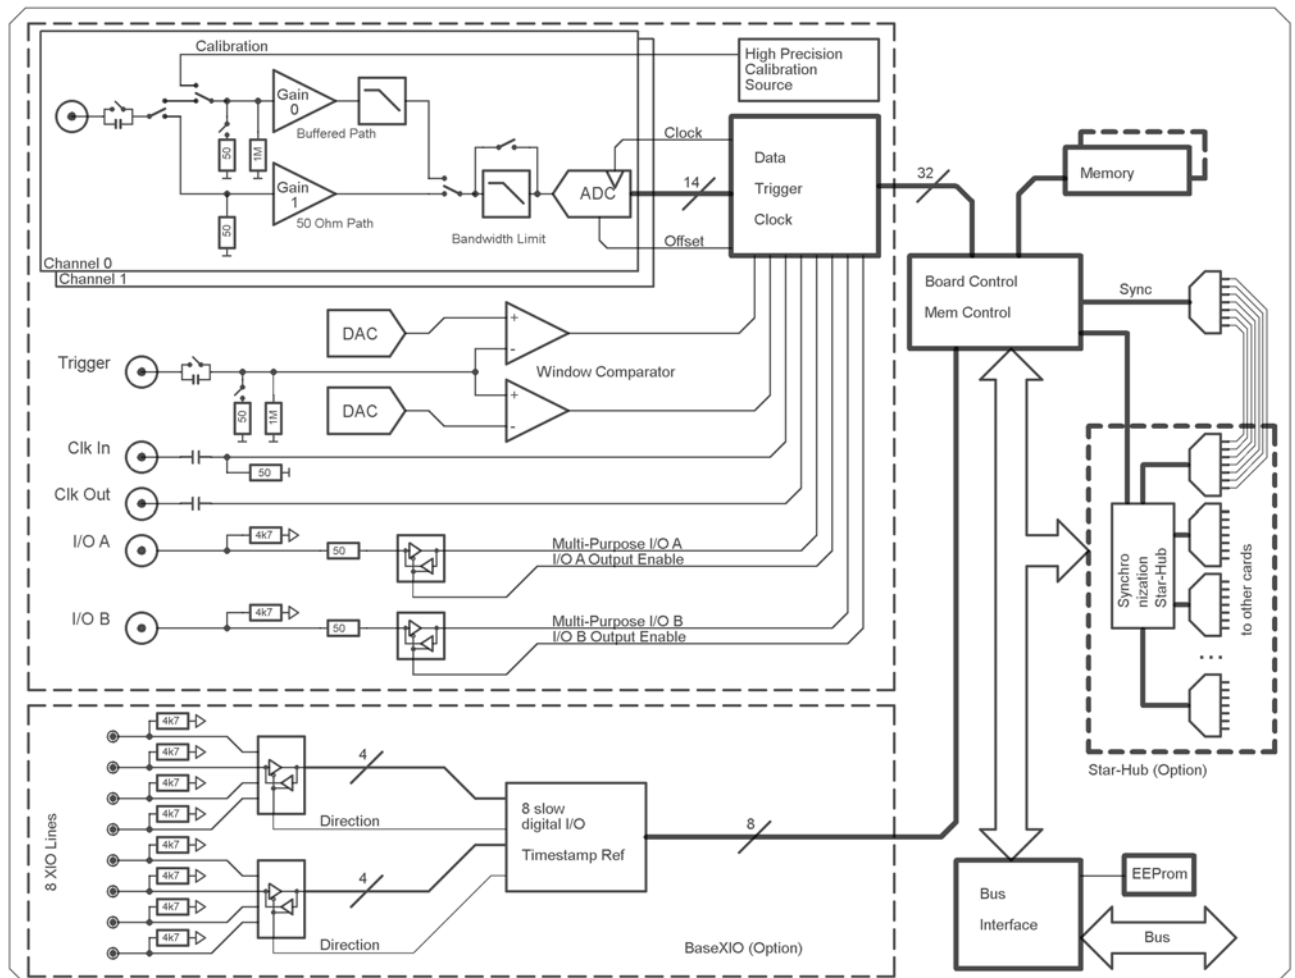 Calibration
High Precision
Calibration
Source
Gain
0
Buffered Path
50
1M
Gain
1
50 Ohm Path
50
Bandwidth Limit
ADC
Clock
14
Offset
Data
Trigger
Clock
32
Memory
Channel 0
Channel 1
Board Control
Mem Control
Sync
DAC
+
-
Trigger
Window Comparator
50
1M
DAC
+
-
Clk In
50
Clk Out
I/O A
4k7
50
Multi-Purpose I/O A
I/O A Output Enable
I/O B
4k7
50
Multi-Purpose I/O B
I/O B Output Enable
Synchro
nization
Star-Hub
to other cards
...
Star-Hub (Option)
8 XIO Lines
4k7
4k7
4k7
4k7
4k7
4k7
4k7
4k7
4
Direction
4
Direction
8 slow
digital I/O
Timestamp Ref
8
BaseXIO (Option)
Bus
Interface
EEProm
Bus